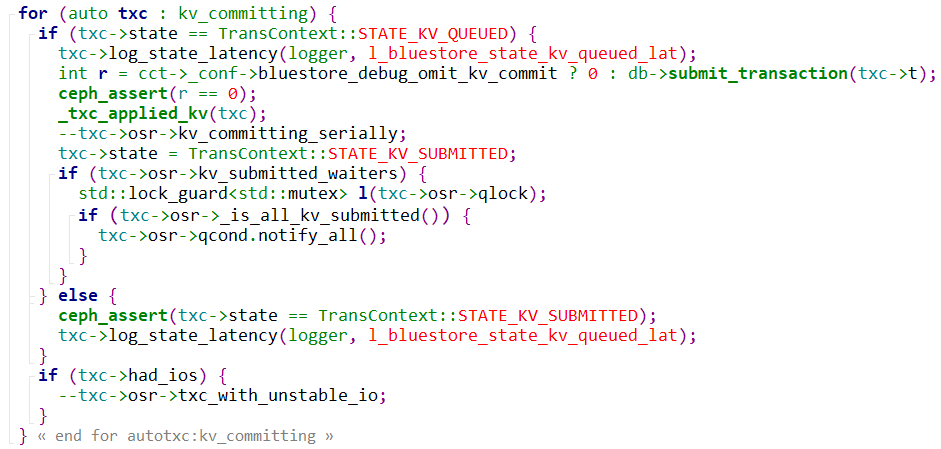 for (auto txc : kv_committing) {
if (txc->state == TransContext::STATE_KV_QUEUED) {
txc->log_state_latency(logger, l_bluestore_state_kv_queued_lat);
int r = cct->_conf->bluestore_debug_omit_kv_commit ? 0 : db->submit_transaction(txc->t);
ceph_assert(r == 0);
_txc_applied_kv(txc);
--txc->osr->kv_committing_serially;
txc->state = TransContext::STATE_KV_SUBMITTED;
if (txc->osr->kv_submitted_waiters) {
std::lock_guard<std::mutex> l(txc->osr->qlock);
if (txc->osr->_is_all_kv_submitted()) {
txc->osr->qcond.notify_all();
}
}
} else {
ceph_assert(txc->state == TransContext::STATE_KV_SUBMITTED);
txc->log_state_latency(logger, l_bluestore_state_kv_queued_lat);
}
if (txc->had_ios) {
--txc->osr->txc_with_unstable_io;
}
} « end for autotxc:kv_committing »